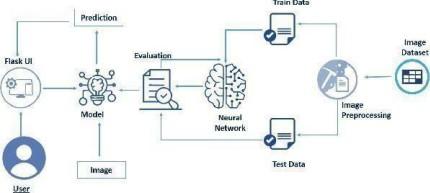 Train Data
Prediction
Flask UI
Evaluation
Image
Dataset
Model
Neural
Network
Image
Preprocessing
Image
Test Data
User